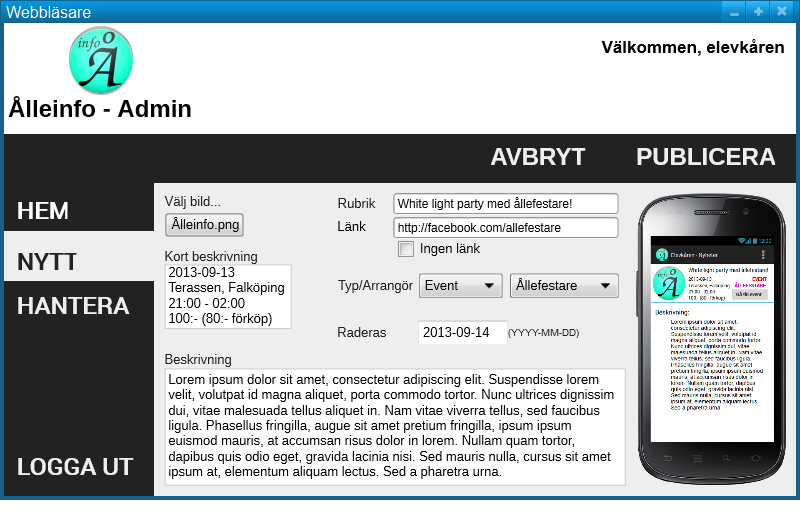 Webbläsare
info
Å
Ålleinfo - Admin
Välkommen, elevkåren
AVBRYT
PUBLICERA
HEM
NYTT
HANTERA
LOGGA UT
Välj bild...
Ålleinfo.png
Kort beskrivning
2013-09-13
Terassen, Falköping
21:00 - 02:00
100:- (80:- förköp)
Rubrik
White light party med ållefestare!
Länk
http://facebook.com/allefestare
Ingen länk
Typ/Arrangör
Event
Ållefestare
Raderas
2013-09-14
(YYYY-MM-DD)
Beskrivning
Lorem ipsum dolor sit amet, consectetur adipiscing elit. Suspendisse lorem
velit, volutpat id magna aliquet, porta commodo tortor. Nunc ultrices dignissim
dui, vitae malesuada tellus aliquet in. Nam vitae viverra tellus, sed faucibus
ligula. Phasellus fringilla, augue sit amet pretium fringilla, ipsum ipsum
euismod mauris, at accumsan risus dolor in lorem. Nullam quam tortor,
dapibus quis odio eget, gravida lacinia nisi. Sed mauris nulla, cursus sit amet
ipsum at, elementum aliquam lectus. Sed a pharetra urna.
12:00
Elevkåren - Nyheter
White light party med ållefestare!
2013-09-13
EVENT
Terassen, Falköping
ÅLLEFESTARE
21:00 - 02:00
100:- (80:- förköp)
Gå till event
Beskrivning:
Lorem ipsum dolor sit amet,
consectetur adipiscing elit.
Suspendisse lorem velit, volutpat id
magna aliquet, porta commodo tortor.
Nunc ultrices dignissim dui, vitae
malesuada tellus aliquet in. Nam vitae
viverra tellus, sed faucibus ligula.
Phasellus fringilla, augue sit amet
pretium fringilla, ipsum ipsum euismod
mauris, at accumsan risus dolor in
lorem. Nullam quam tortor, dapibus
quis odio eget, gravida lacinia nisl.
Sed mauris nulla, cursus sit amet
ipsum at, elementum aliquam lectus.
Sed a pharetra urna